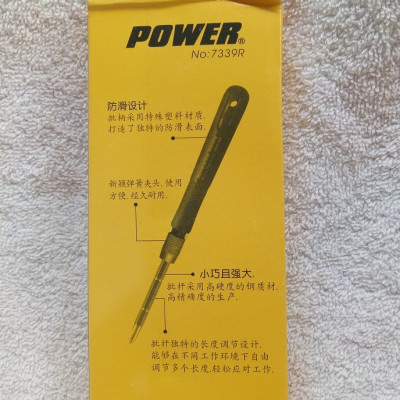 POWER®
No:7339R
防滑设计
批柄采用特殊塑料材质,
打造了独特的防滑表面.
新颖弹簧夹头, 使用
方便, 经久耐用.
小巧且强大.
批杆采用高硬度的钢质材,
高精确度的生产.
批杆独特的长度调节设计,
能够在不同工作环境下自由
调节多个长度, 轻松应对工作.